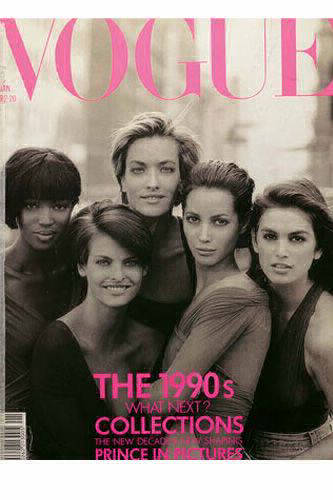 VOGUE
JAN
THE 1990s
WHAT NEXT?
COLLECTIONS
THE NEW DECADE SHAPING
PRINCE IN PICTURES